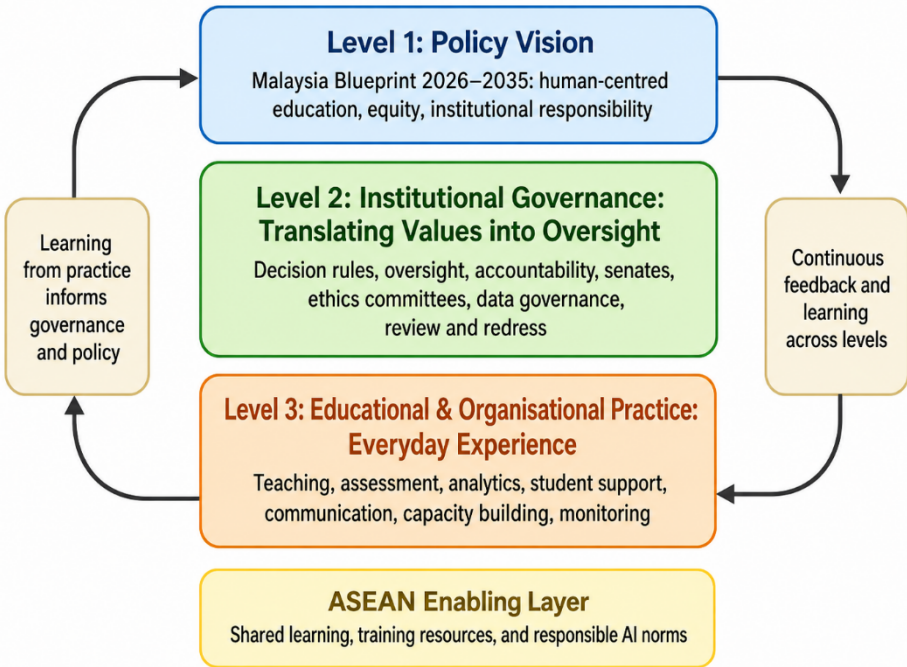 Level 1: Policy Vision
Malaysia Blueprint 2026–2035: human-centred
education, equity, institutional responsibility
Level 2: Institutional Governance:
Translating Values into Oversight
Decision rules, oversight, accountability, senates,
ethics committees, data governance,
review and redress
Learning
from practice
informs
governance
and policy
Continuous
feedback and
learning
across levels
Level 3: Educational & Organisational Practice:
Everyday Experience
Teaching, assessment, analytics, student support,
communication, capacity building, monitoring
ASEAN Enabling Layer
Shared learning, training resources, and responsible AI norms